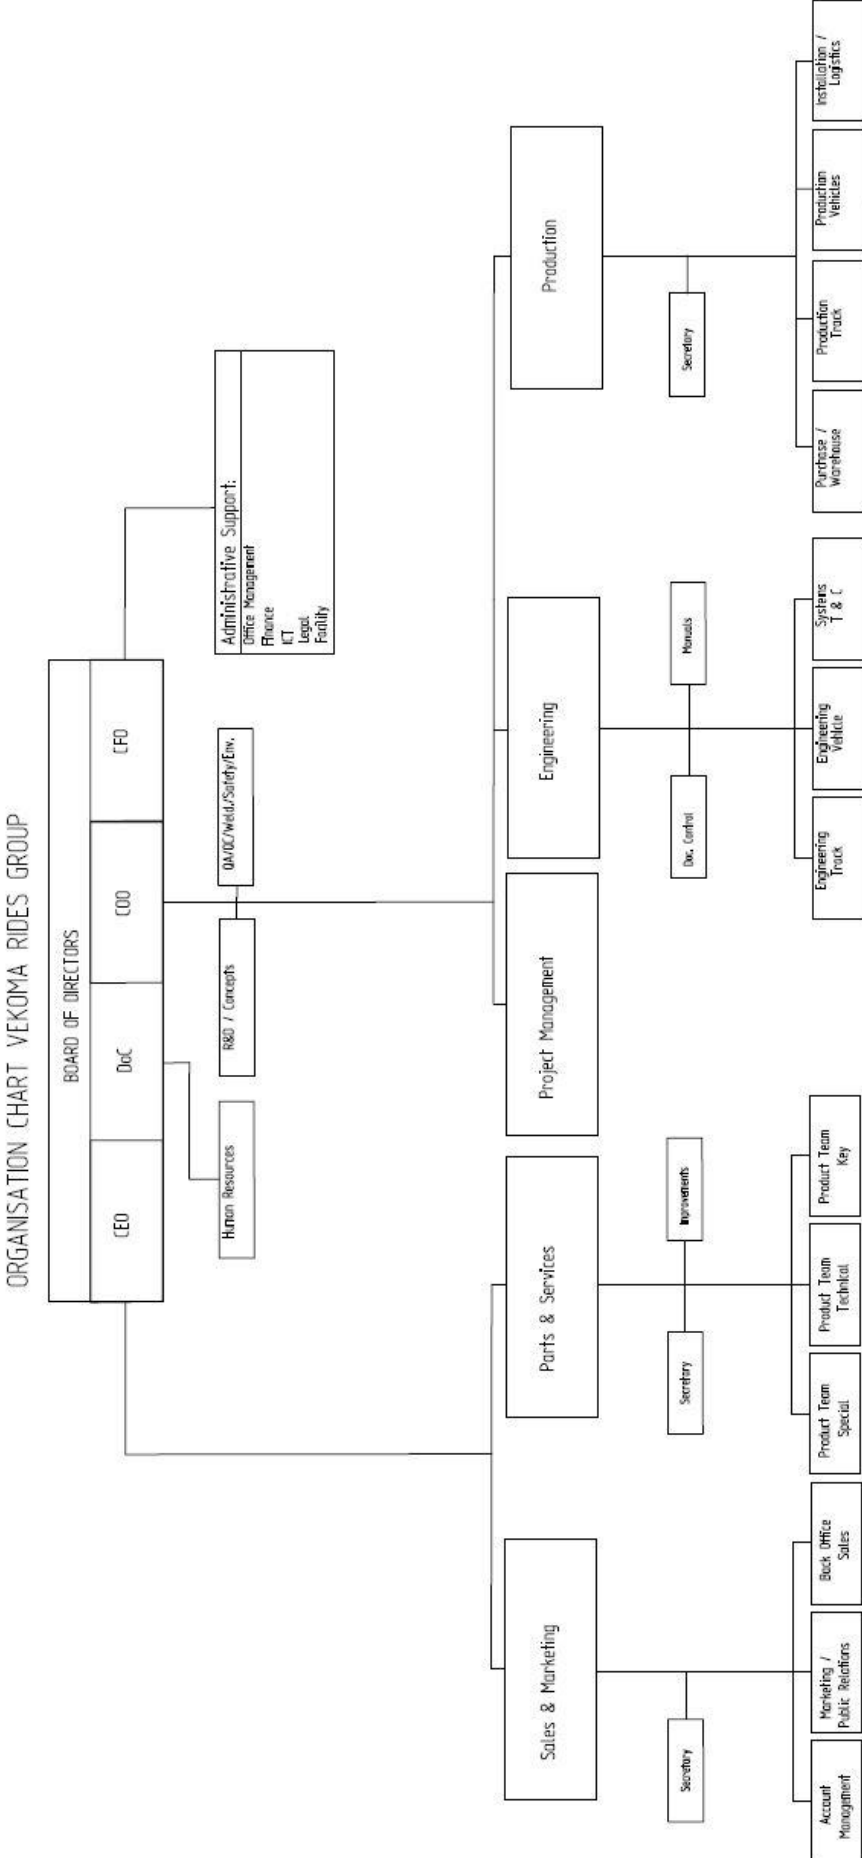 ORGANISATION CHART VEKOMA RIDES GROUP
BOARD OF DIRECTORS
CEO
DoC
COO
CFO
Human Resources
R&D / Concepts
QA/QC/Weld./Safety/Env.
Administrative Support:
Office Management
Finance
ICT
Legal
Facility
Sales & Marketing
Parts & Services
Project Management
Engineering
Production
Secretary
Secretary
Improvements
Doc. Control
Manuals
Secretary
Account
Management
Marketing /
Public Relations
Back Office
Sales
Product Team
Special
Product Team
Technical
Product Team
Key
Engineering
Track
Engineering
Vehicle
Systems
T & C
Purchase /
Warehouse
Production
Track
Production
Vehicles
Installation /
Logistics